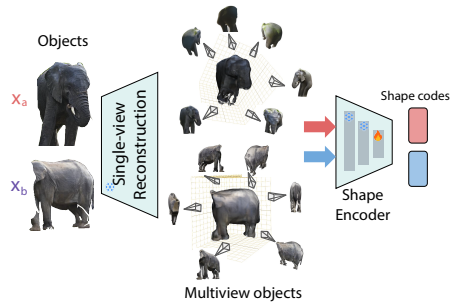 Objects
Xa
Xb
Single-view
Reconstruction
Multiview objects
Shape
Encoder
Shape codes